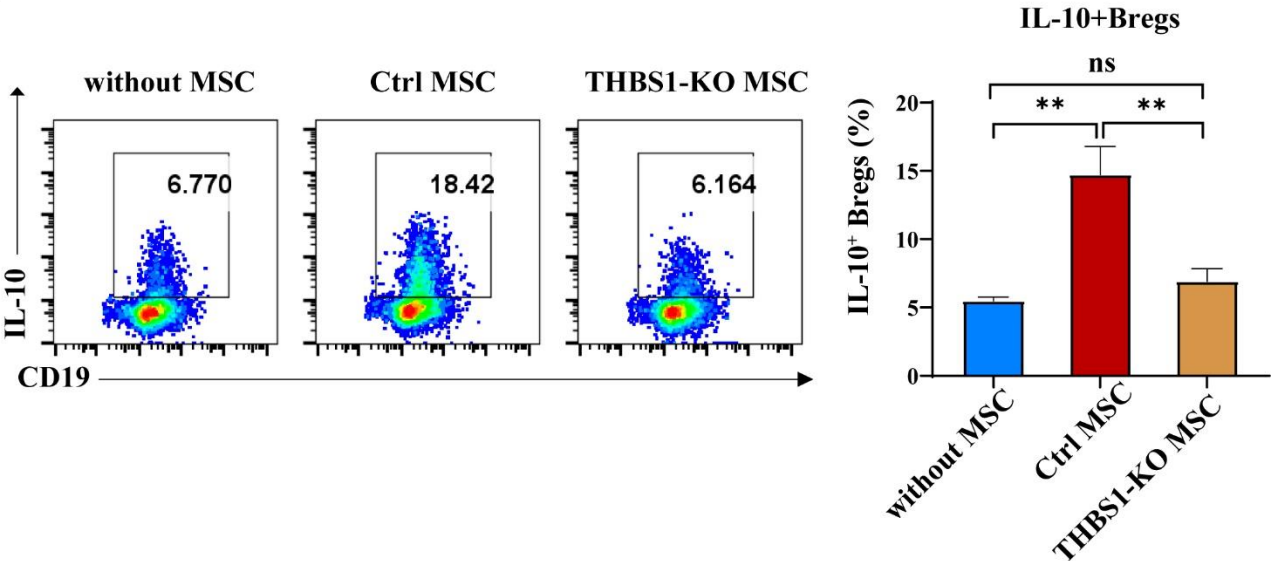 IL-10+Bregs
without MSC
Ctrl MSC
THBS1-KO MSC
ns
**
**
6.770
18.42
6.164
IL-10
CD19
IL-10⁺ Bregs (%)
20
15
10
5
0
without MSC
Ctrl MSC
THBS1-KO MSC